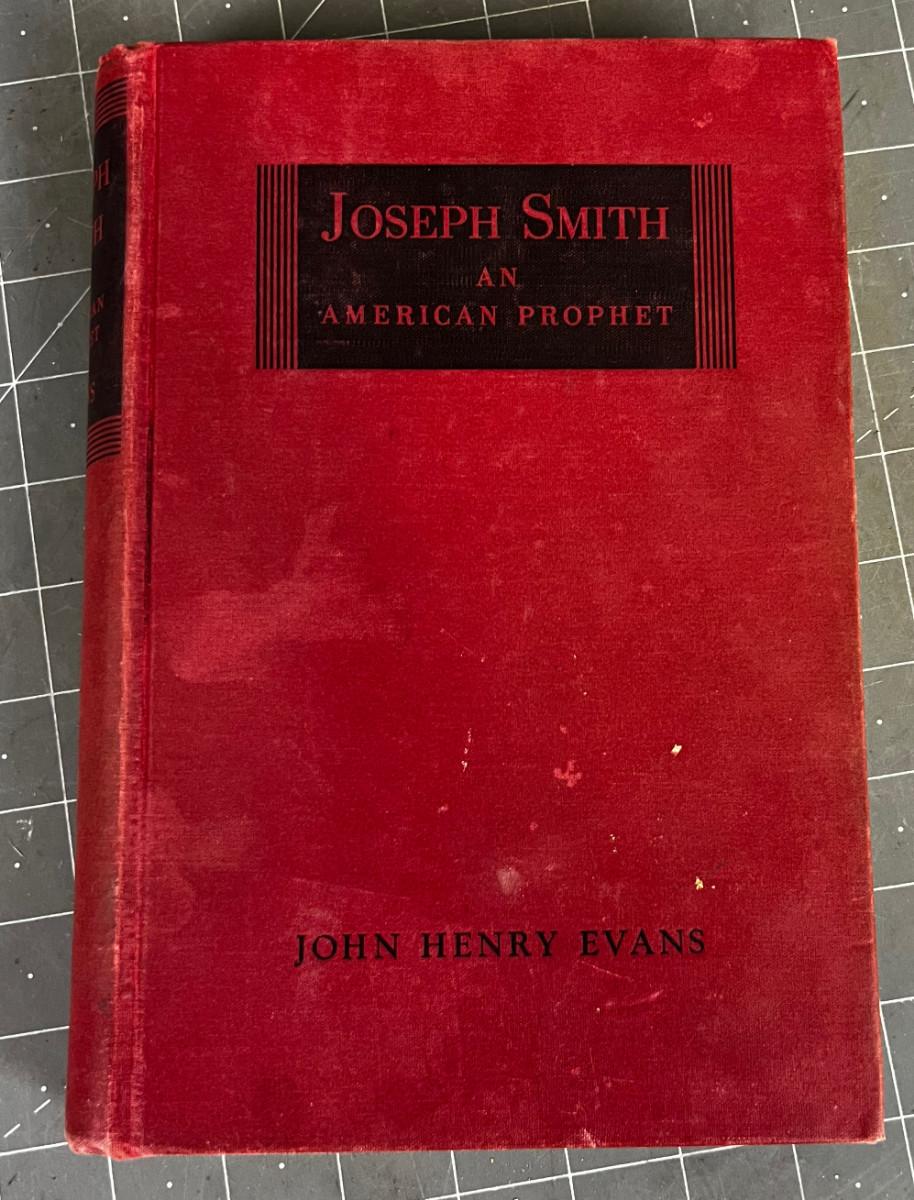 JOSEPH SMITH
AN
AMERICAN PROPHET
JOHN HENRY EVANS